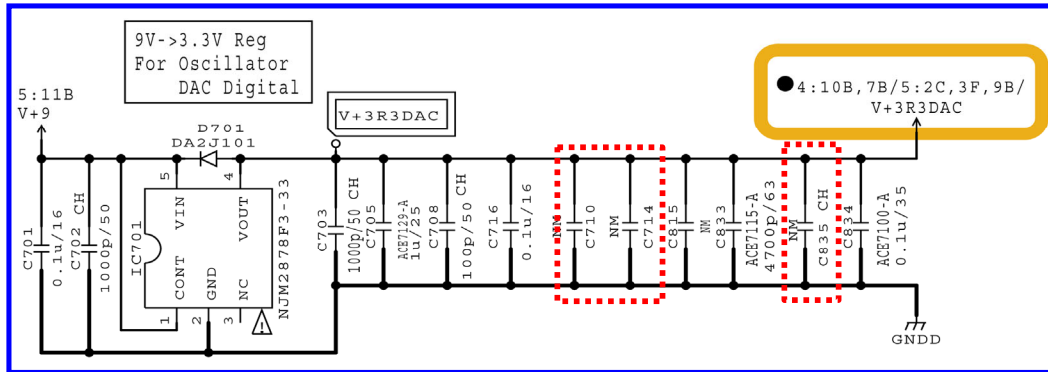 9V->3.3V Reg
For Oscillator
DAC Digital
5:11B
V+9
D701
DA2J101
V+3R3DAC
4:10B,7B/5:2C,3F,9B/
V+3R3DAC
C701
0.1u/16
C702 CH
1000p/50
IC701
5
4
VIN
VOUT
CONT
GND
NC
1
2
3
NJM2878F3-33
C703
1000p/50 CH
C705
ACE7129-A
1u/25
C708
100p/50 CH
C716
0.1u/16
NM
C710
NM
C714
C815
NM
C833
ACE7115-A
4700p/63
NM
C835 CH
C834
ACE7100-A
0.1u/35
GNDD